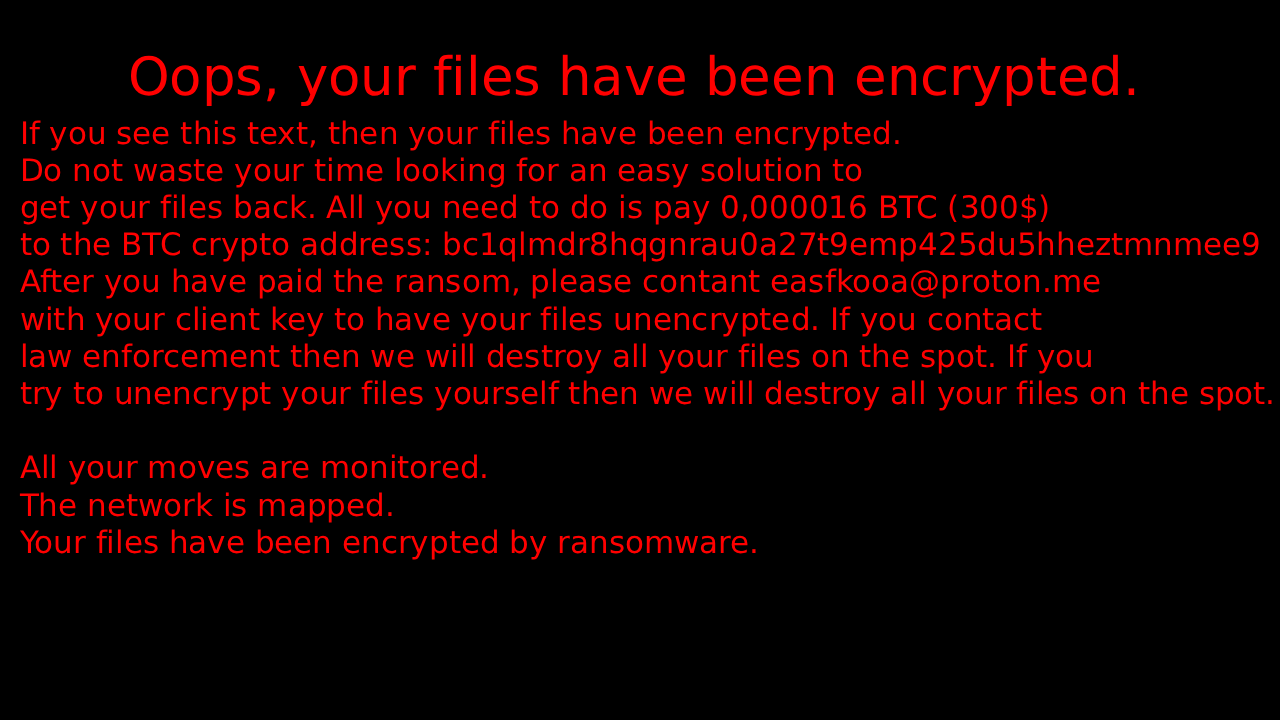 Oops, your files have been encrypted.
If you see this text, then your files have been encrypted.
Do not waste your time looking for an easy solution to
get your files back. All you need to do is pay 0,000016 BTC (300$)
to the BTC crypto address: bc1qlmdr8hqgnrau0a27t9emp425du5hheztmnmee9
After you have paid the ransom, please contant easfkooa@proton.me
with your client key to have your files unencrypted. If you contact
law enforcement then we will destroy all your files on the spot. If you
try to unencrypt your files yourself then we will destroy all your files on the spot.
All your moves are monitored.
The network is mapped.
Your files have been encrypted by ransomware.